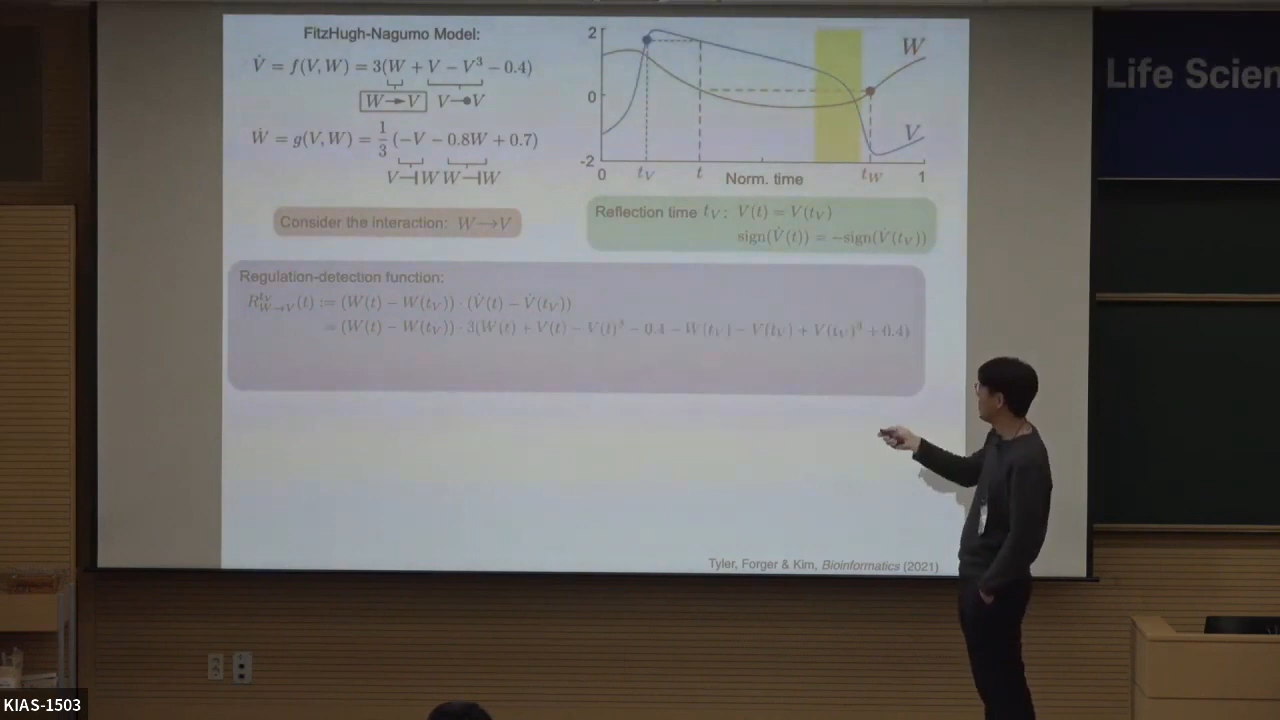 FitzHugh-Nagumo Model:
V̇ = f(V, W) = 3(W + V − V³ − 0.4)
W→V V⊸V
Ẇ = g(V, W) = 1/3 (−V − 0.8W + 0.7)
V⊣W W⊣W
Consider the interaction: W→V
2
0
-2
W
V
0 t_V t Norm. time t_W 1
Reflection time t_V: V(t) = V(t_V)
sign(V̇(t)) = −sign(V̇(t_V))
Regulation-detection function:
R^{t_V}_{W→V}(t) := (W(t) − W(t_V)) · (V̇(t) − V̇(t_V))
= (W(t) − W(t_V)) · 3(W(t) + V(t) − V(t)³ − 0.4 − W(t_V) − V(t_V) + V(t_V)³ + 0.4)
Tyler, Forger & Kim, Bioinformatics (2021)
Life Scien
KIAS-1503